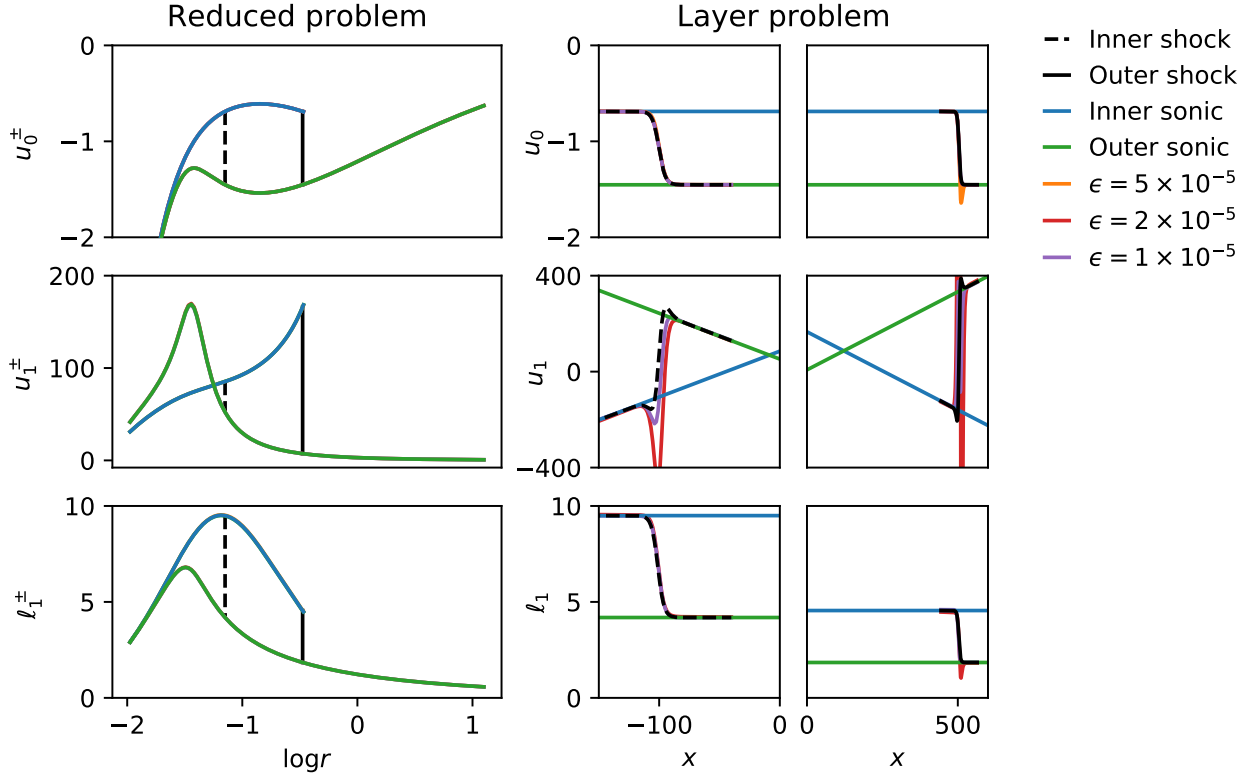 Reduced problem
Layer problem
0
−1
−2
u₀^±
0
−1
−2
u₀
Inner shock
Outer shock
Inner sonic
Outer sonic
ϵ = 5 × 10⁻⁵
ϵ = 2 × 10⁻⁵
ϵ = 1 × 10⁻⁵
200
100
0
u₁^±
400
0
−400
u₁
10
5
0
ℓ₁^±
−2 −1 0 1
logr
10
5
0
ℓ₁
−100 0
x
0 500
x